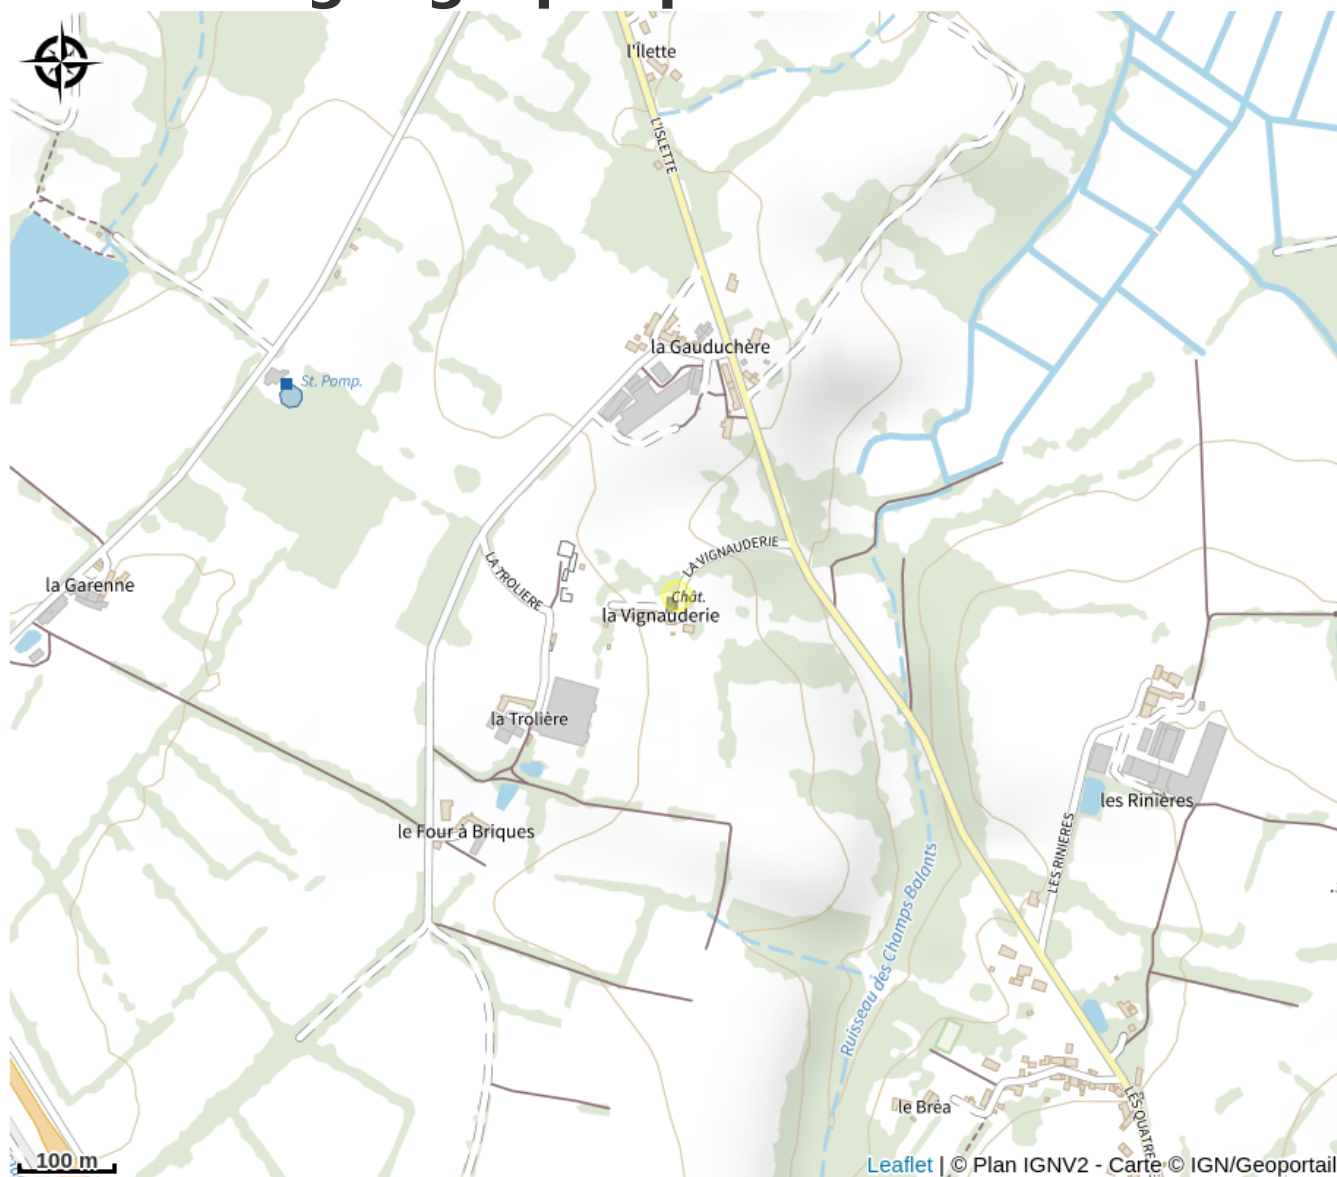 l'Îlette
L'ISLETTE
la Gauduchère
St. Pomp.
LA VIGNAUDERIE
LA TROLIERE
la Garenne
Chât.
la Vignauderie
la Trolière
les Rinières
le Four à Briques
LES RINIERES
Ruisseau des Champs Balants
le Bréa
LES QUATRE
100 m
Leaflet | © Plan IGNV2 - Carte © IGN/Geoportail